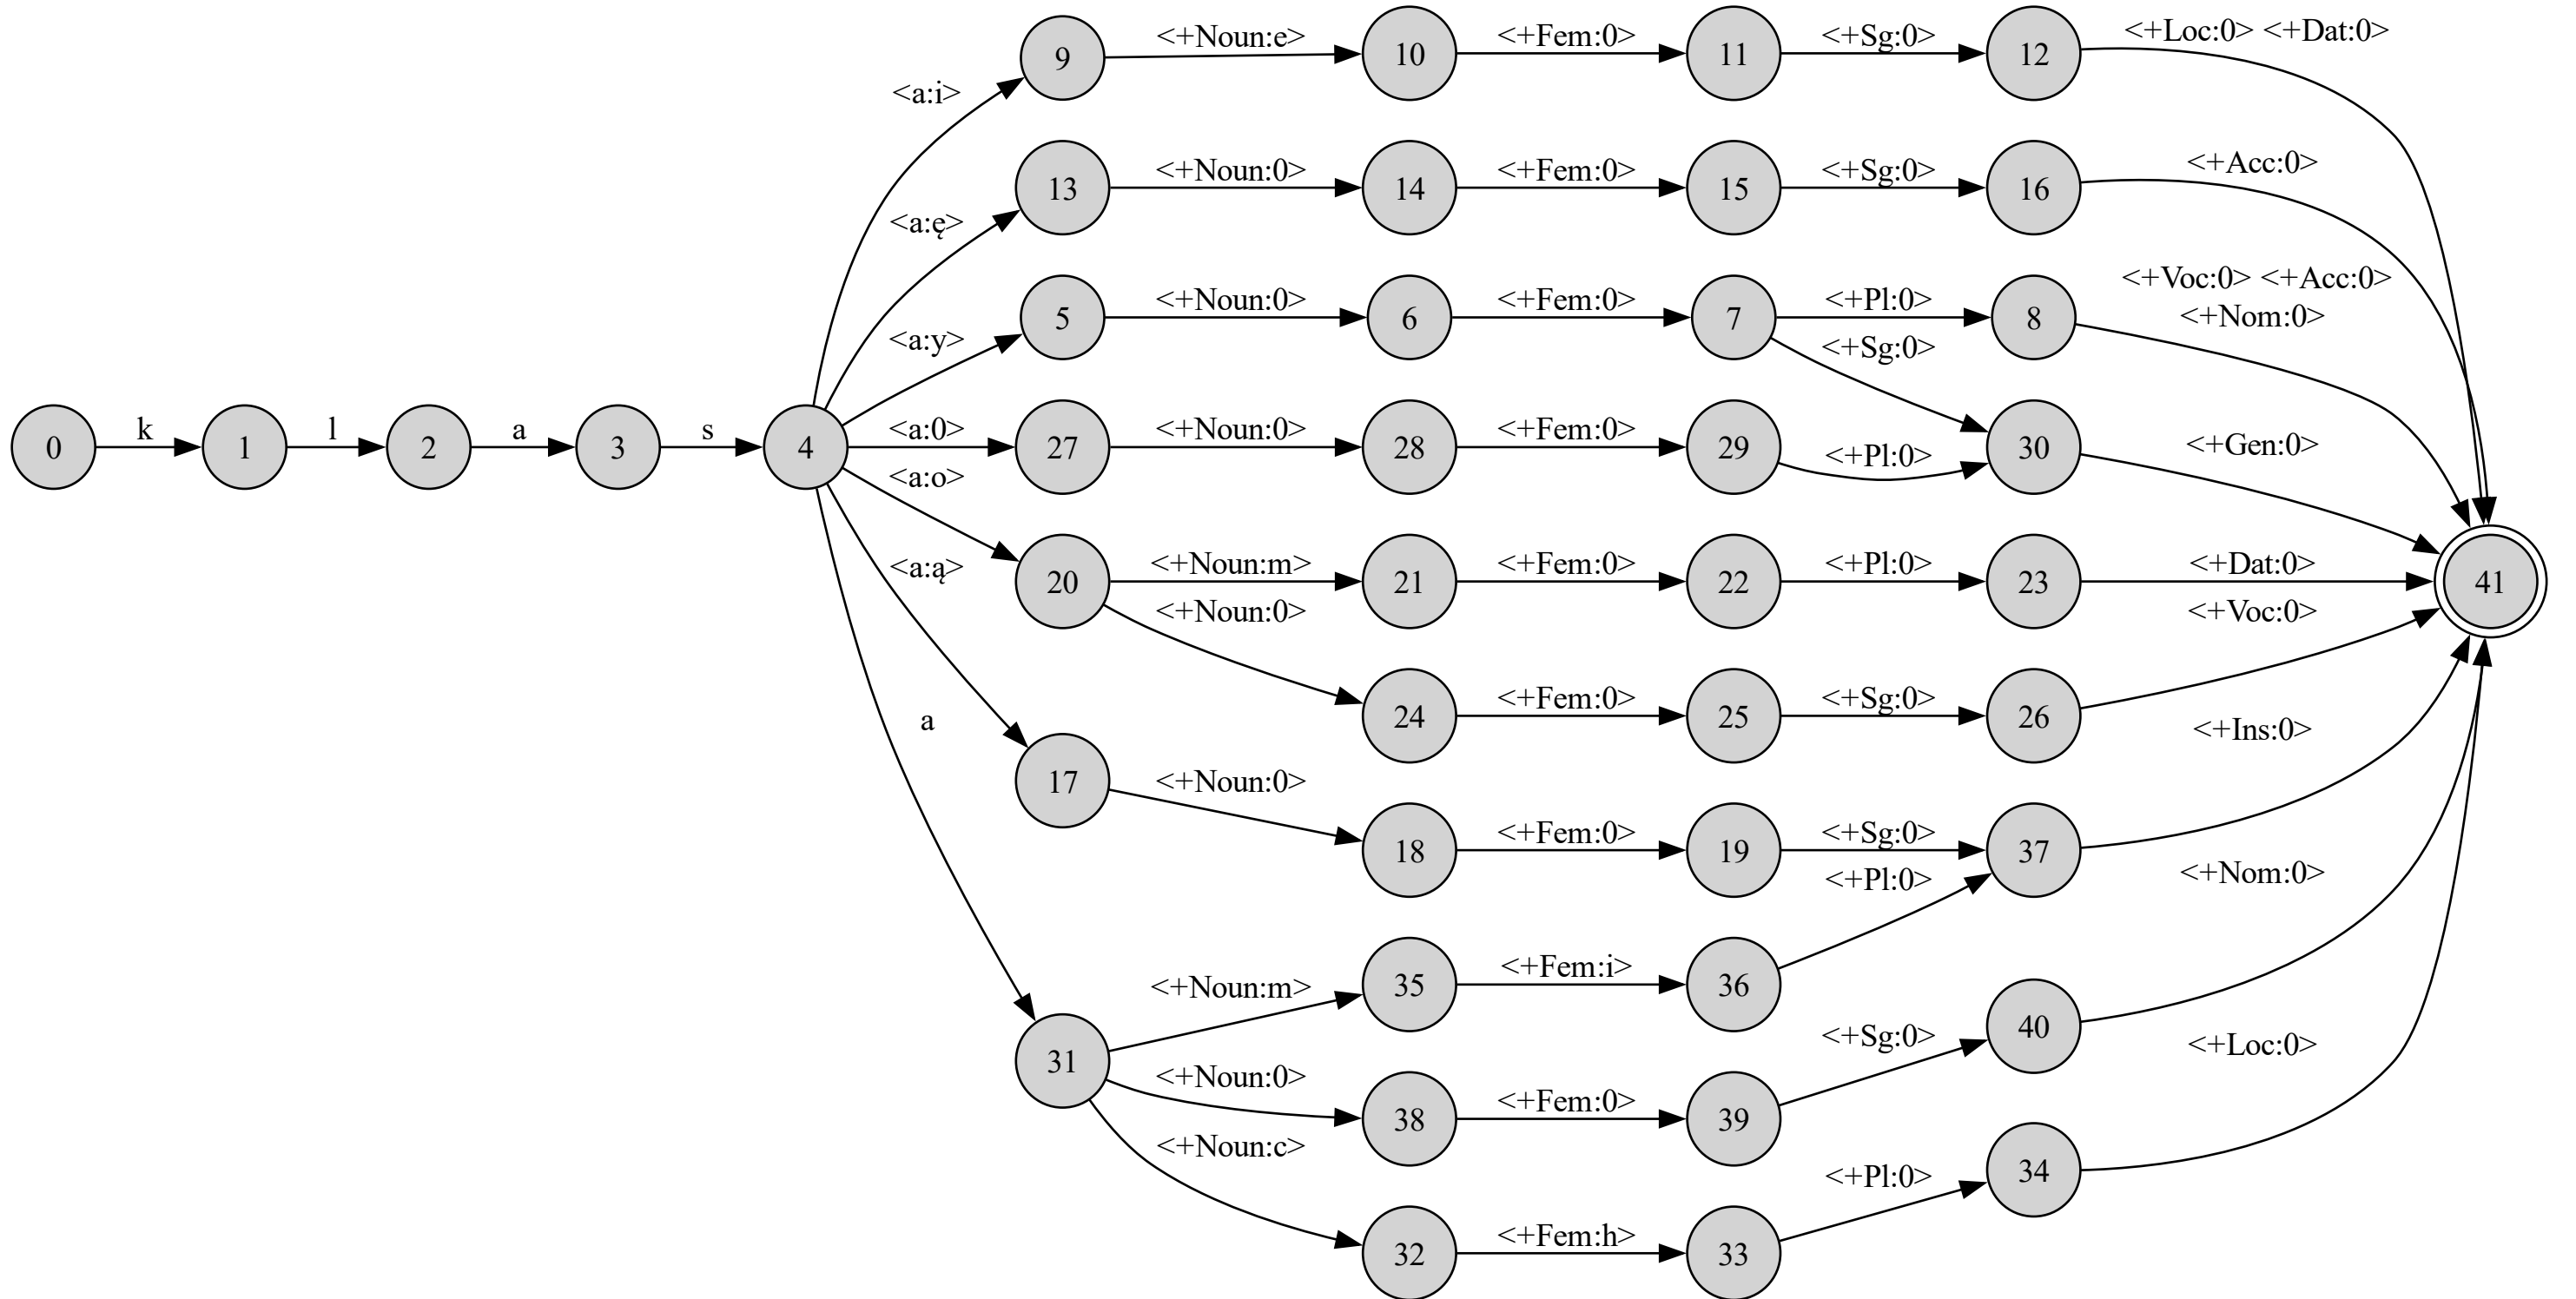 9 <+Noun:e> 10 <+Fem:0> 11 <+Sg:0> 12 <+Loc:0> <+Dat:0>
<a:i>
13 <+Noun:0> 14 <+Fem:0> 15 <+Sg:0> 16 <+Acc:0>
<a:ę>
<+Voc:0> <+Acc:0>
5 <+Noun:0> 6 <+Fem:0> 7 <+Pl:0> 8 <+Nom:0>
<a:y> <+Sg:0>
0 k 1 l 2 a 3 s 4 <a:0> 27 <+Noun:0> 28 <+Fem:0> 29 <+Pl:0> 30 <+Gen:0>
<a:o>
<a:ą> 20 <+Noun:m> 21 <+Fem:0> 22 <+Pl:0> 23 <+Dat:0> 41
<+Noun:0> <+Voc:0>
24 <+Fem:0> 25 <+Sg:0> 26
a <+Ins:0>
17 <+Noun:0>
18 <+Fem:0> 19 <+Sg:0> 37
<+Pl:0> <+Nom:0>
<+Noun:m> 35 <+Fem:i> 36
<+Sg:0> 40 <+Loc:0>
31
<+Noun:0> 38 <+Fem:0> 39
<+Noun:c> <+Pl:0> 34
32 <+Fem:h> 33